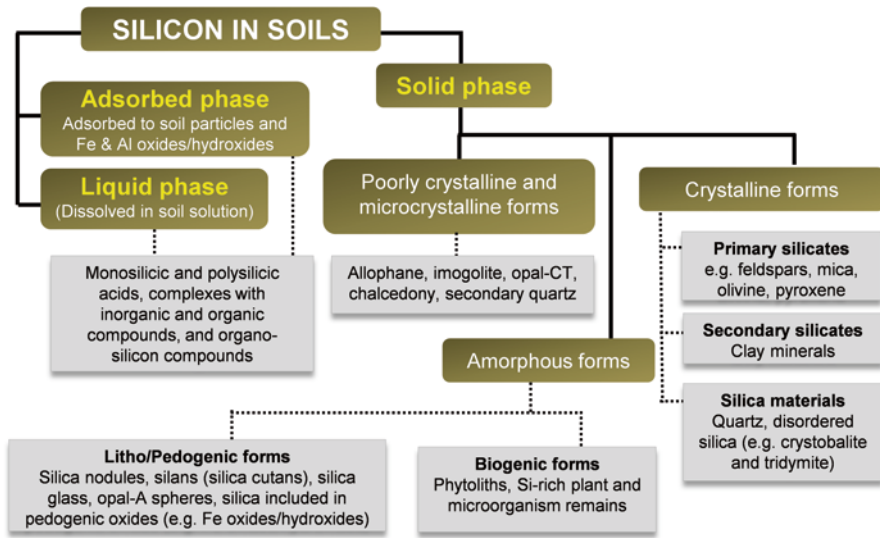 SILICON IN SOILS
Adsorbed phase
Adsorbed to soil particles and
Fe & Al oxides/hydroxides
Liquid phase
(Dissolved in soil solution)
Monosilicic and polysilicic
acids, complexes with
inorganic and organic
compounds, and organo-
silicon compounds
Solid phase
Poorly crystalline and
microcrystalline forms
Allophane, imogolite, opal-CT,
chalcedony, secondary quartz
Crystalline forms
Primary silicates
e.g. feldspars, mica,
olivine, pyroxene
Secondary silicates
Clay minerals
Silica materials
Quartz, disordered
silica (e.g. crystobalite
and tridymite)
Amorphous forms
Litho/Pedogenic forms
Silica nodules, silans (silica cutans), silica
glass, opal-A spheres, silica included in
pedogenic oxides (e.g. Fe oxides/hydroxides)
Biogenic forms
Phytoliths, Si-rich plant and
microorganism remains